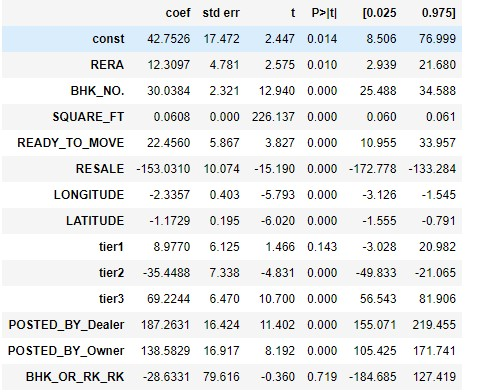 coef std err t P>|t| [0.025 0.975]
const 42.7526 17.472 2.447 0.014 8.506 76.999
RERA 12.3097 4.781 2.575 0.010 2.939 21.680
BHK_NO. 30.0384 2.321 12.940 0.000 25.488 34.588
SQUARE_FT 0.0608 0.000 226.137 0.000 0.060 0.061
READY_TO_MOVE 22.4560 5.867 3.827 0.000 10.955 33.957
RESALE -153.0310 10.074 -15.190 0.000 -172.778 -133.284
LONGITUDE -2.3357 0.403 -5.793 0.000 -3.126 -1.545
LATITUDE -1.1729 0.195 -6.020 0.000 -1.555 -0.791
tier1 8.9770 6.125 1.466 0.143 -3.028 20.982
tier2 -35.4488 7.338 -4.831 0.000 -49.833 -21.065
tier3 69.2244 6.470 10.700 0.000 56.543 81.906
POSTED_BY_Dealer 187.2631 16.424 11.402 0.000 155.071 219.455
POSTED_BY_Owner 138.5829 16.917 8.192 0.000 105.425 171.741
BHK_OR_RK_RK -28.6331 79.616 -0.360 0.719 -184.685 127.419